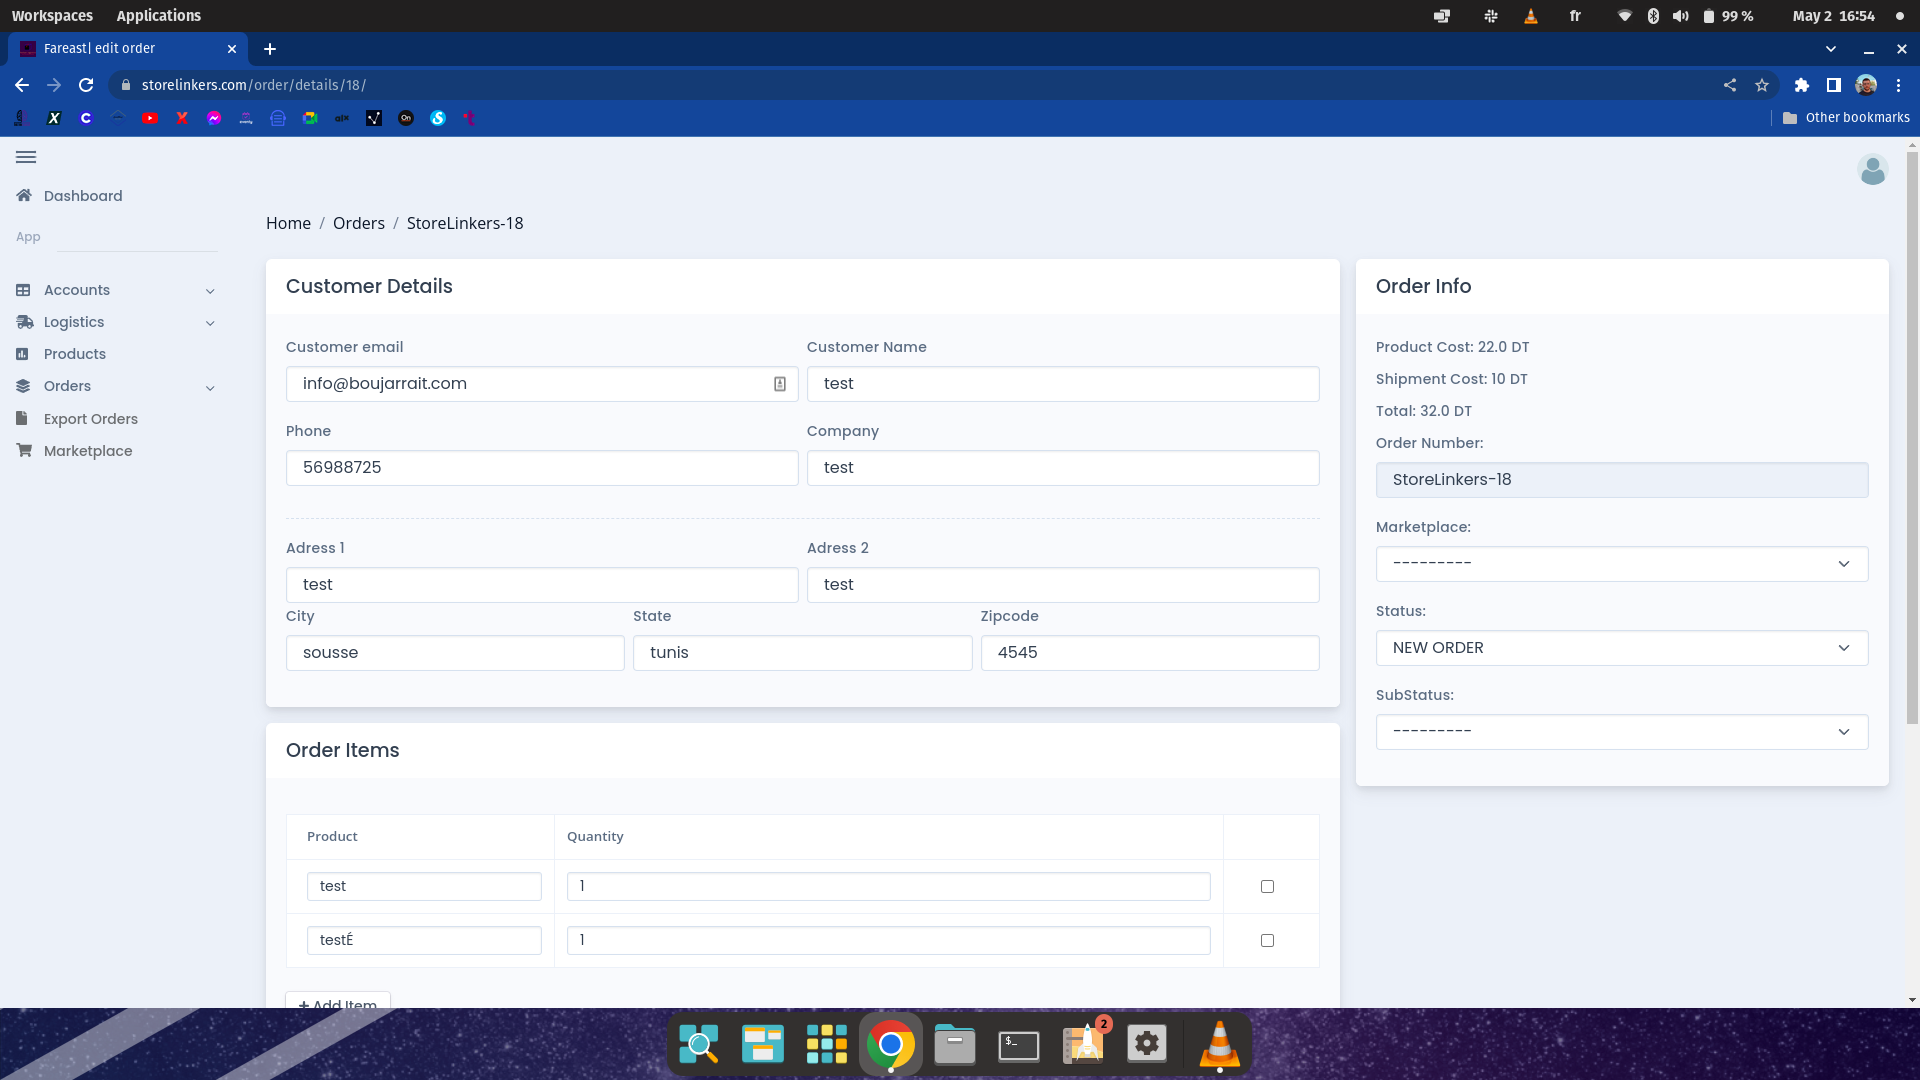 Workspaces Applications fr 99 % May 2 16:54
Fareast| edit order
storelinkers.com/order/details/18/
Other bookmarks
Dashboard
App
Accounts
Logistics
Products
Orders
Export Orders
Marketplace
Home / Orders / StoreLinkers-18
Customer Details
Customer email Customer Name
info@boujarrait.com test
Phone Company
56988725 test
Adress 1 Adress 2
test test
City State Zipcode
sousse tunis 4545
Order Info
Product Cost: 22.0 DT
Shipment Cost: 10 DT
Total: 32.0 DT
Order Number:
StoreLinkers-18
Marketplace:
---------
Status:
NEW ORDER
SubStatus:
---------
Order Items
Product Quantity
test 1
testÉ 1
+ Add Item
$_
2